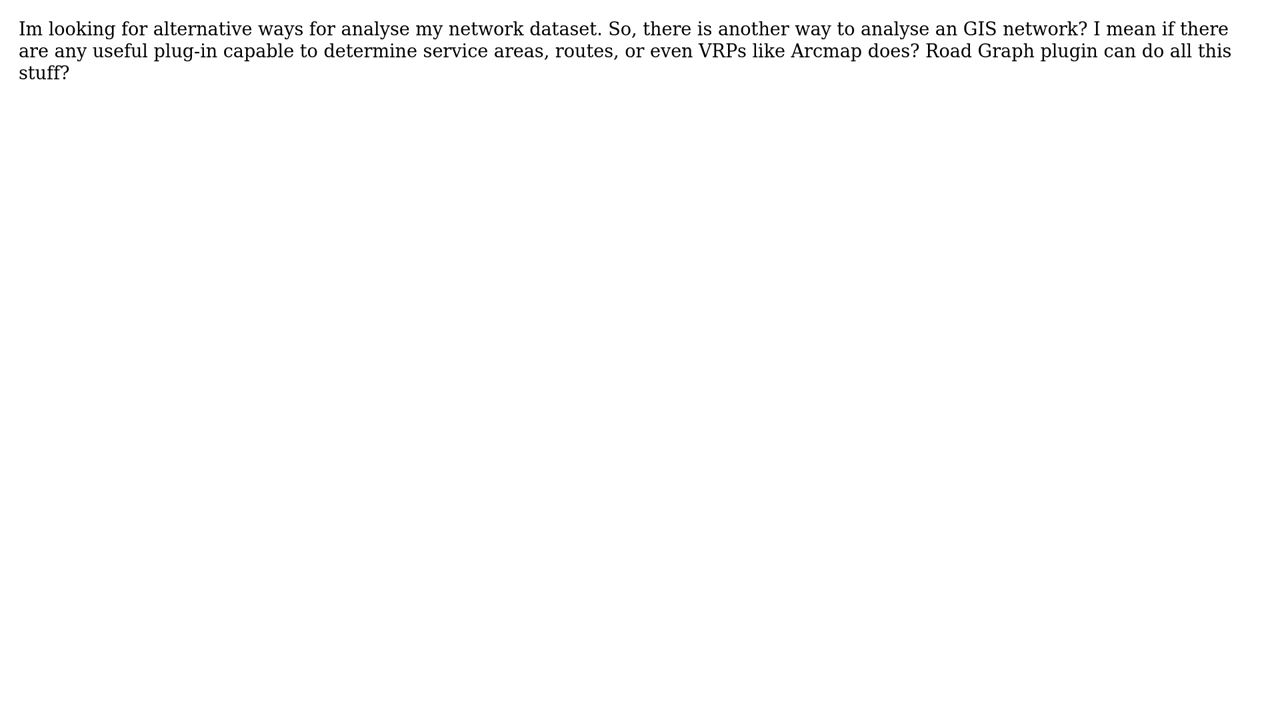 Im looking for alternative ways for analyse my network dataset. So, there is another way to analyse an GIS network? I mean if there
are any useful plug-in capable to determine service areas, routes, or even VRPs like Arcmap does? Road Graph plugin can do all this
stuff?